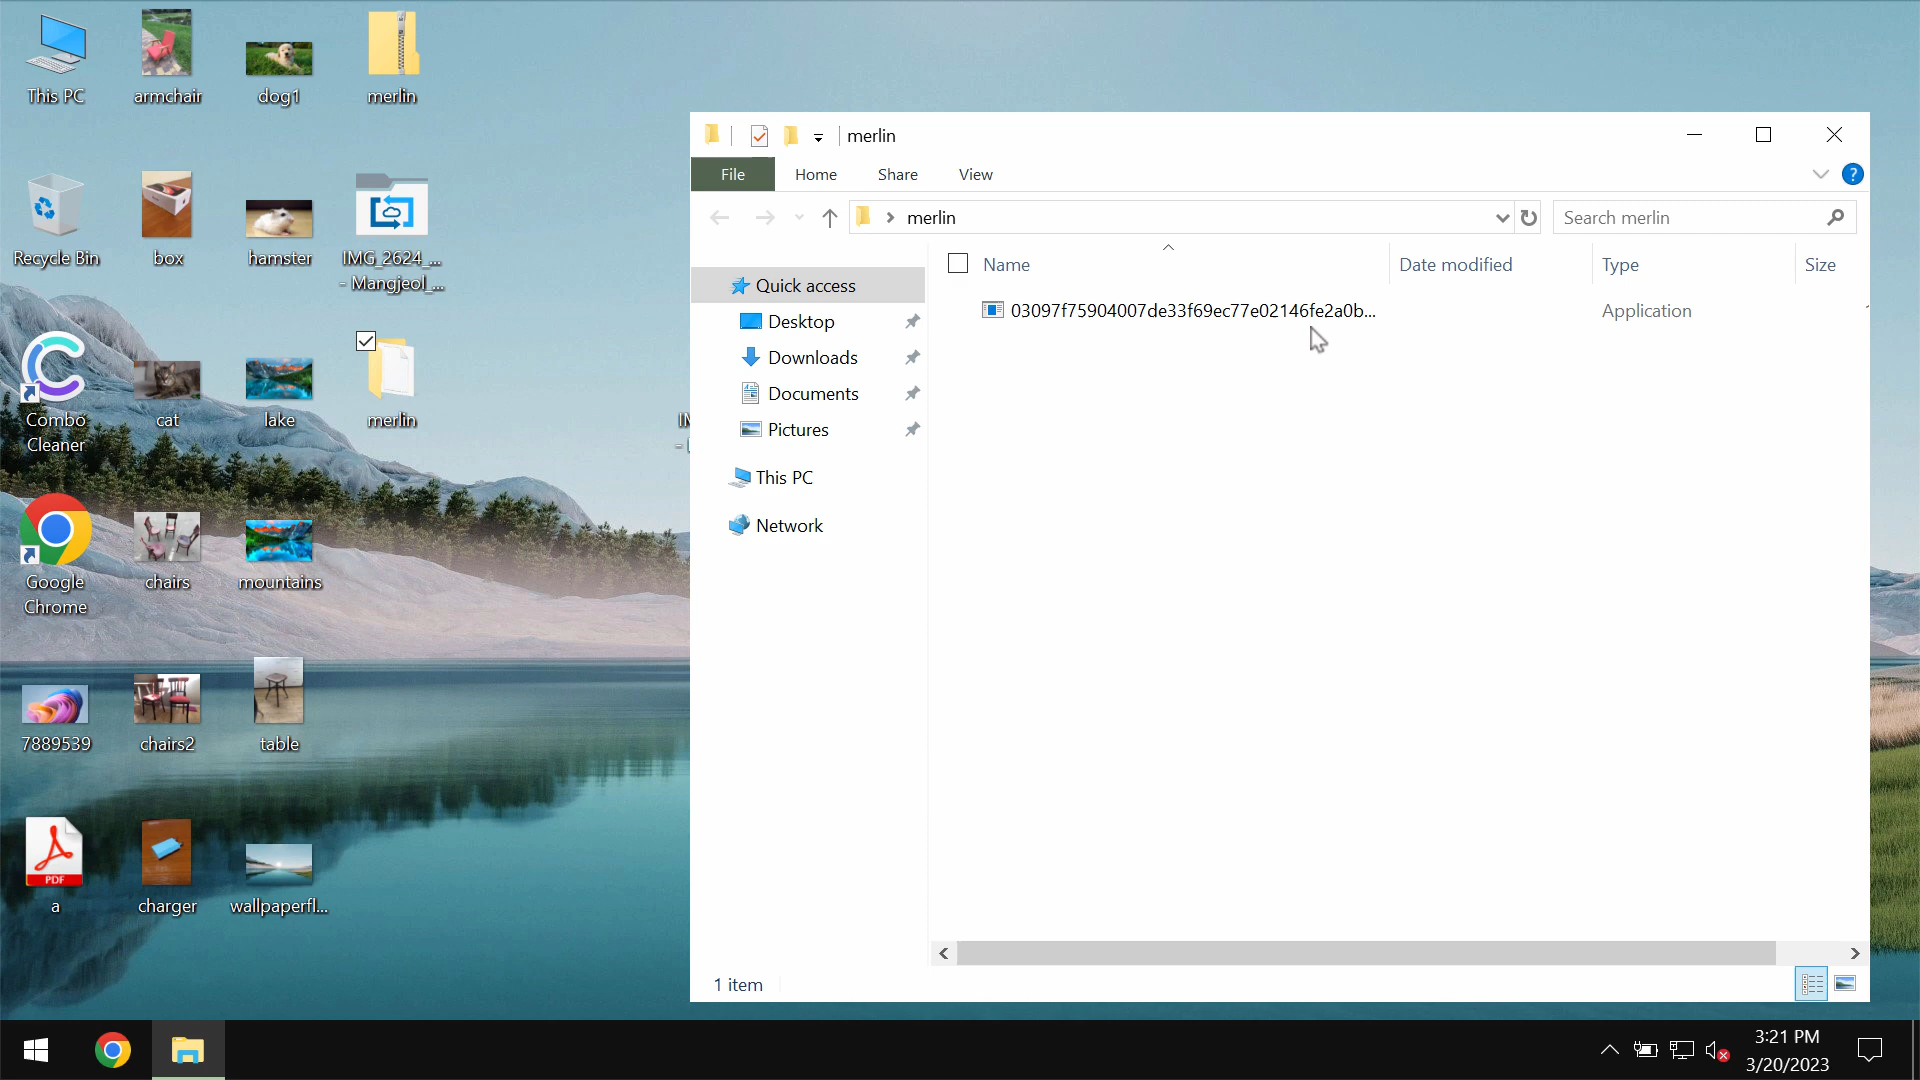 This PC
armchair
dog1
merlin
Recycle Bin
box
hamster
IMG_2624_...
- Mangjeol_...
Combo
Cleaner
cat
lake
merlin
Google
Chrome
chairs
mountains
7889539
chairs2
table
PDF
a
charger
wallpaperfl...
merlin
File
Home
Share
View
merlin
Search merlin
Name
Date modified
Type
Size
Quick access
Desktop
Downloads
Documents
Pictures
This PC
Network
03097f75904007de33f69ec77e02146fe2a0b...
Application
1 item
3:21 PM
3/20/2023